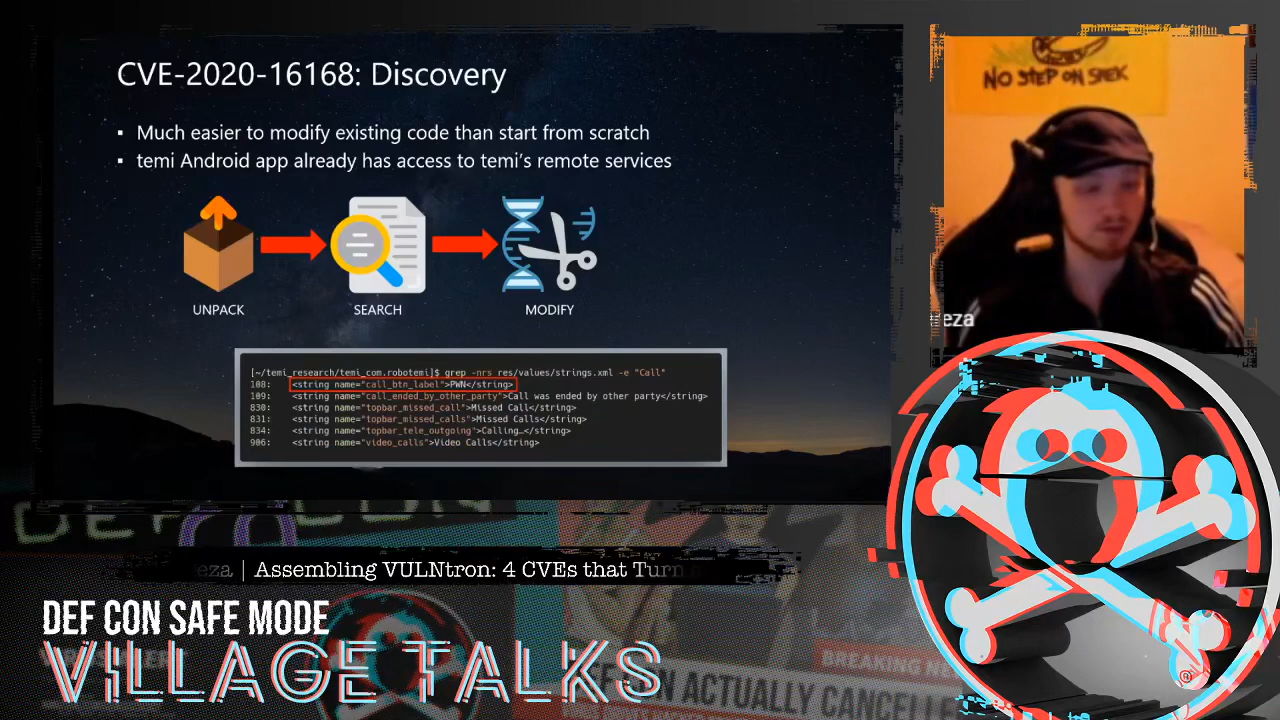 CVE-2020-16168: Discovery
▪ Much easier to modify existing code than start from scratch
▪ temi Android app already has access to temi's remote services
UNPACK
SEARCH
MODIFY
[~/temi_research/temi_com.robotemi]$ grep -nrs res/values/strings.xml -e "Call"
108: <string name="call_btn_label">PWN</string>
109: <string name="call_ended_by_other_party">Call was ended by other party</string>
830: <string name="topbar_missed_call">Missed Call</string>
831: <string name="topbar_missed_calls">Missed Calls</string>
834: <string name="topbar_tele_outgoing">Calling…</string>
906: <string name="video_calls">Video Calls</string>
NO STEP ON SNEK
eza
eza | Assembling VULNtron: 4 CVEs that Turn
DEF CON SAFE MODE
VILLAGE TALKS
DEF CON
BREAKING NE
EF CON ACTUALLY CANCELLE
®